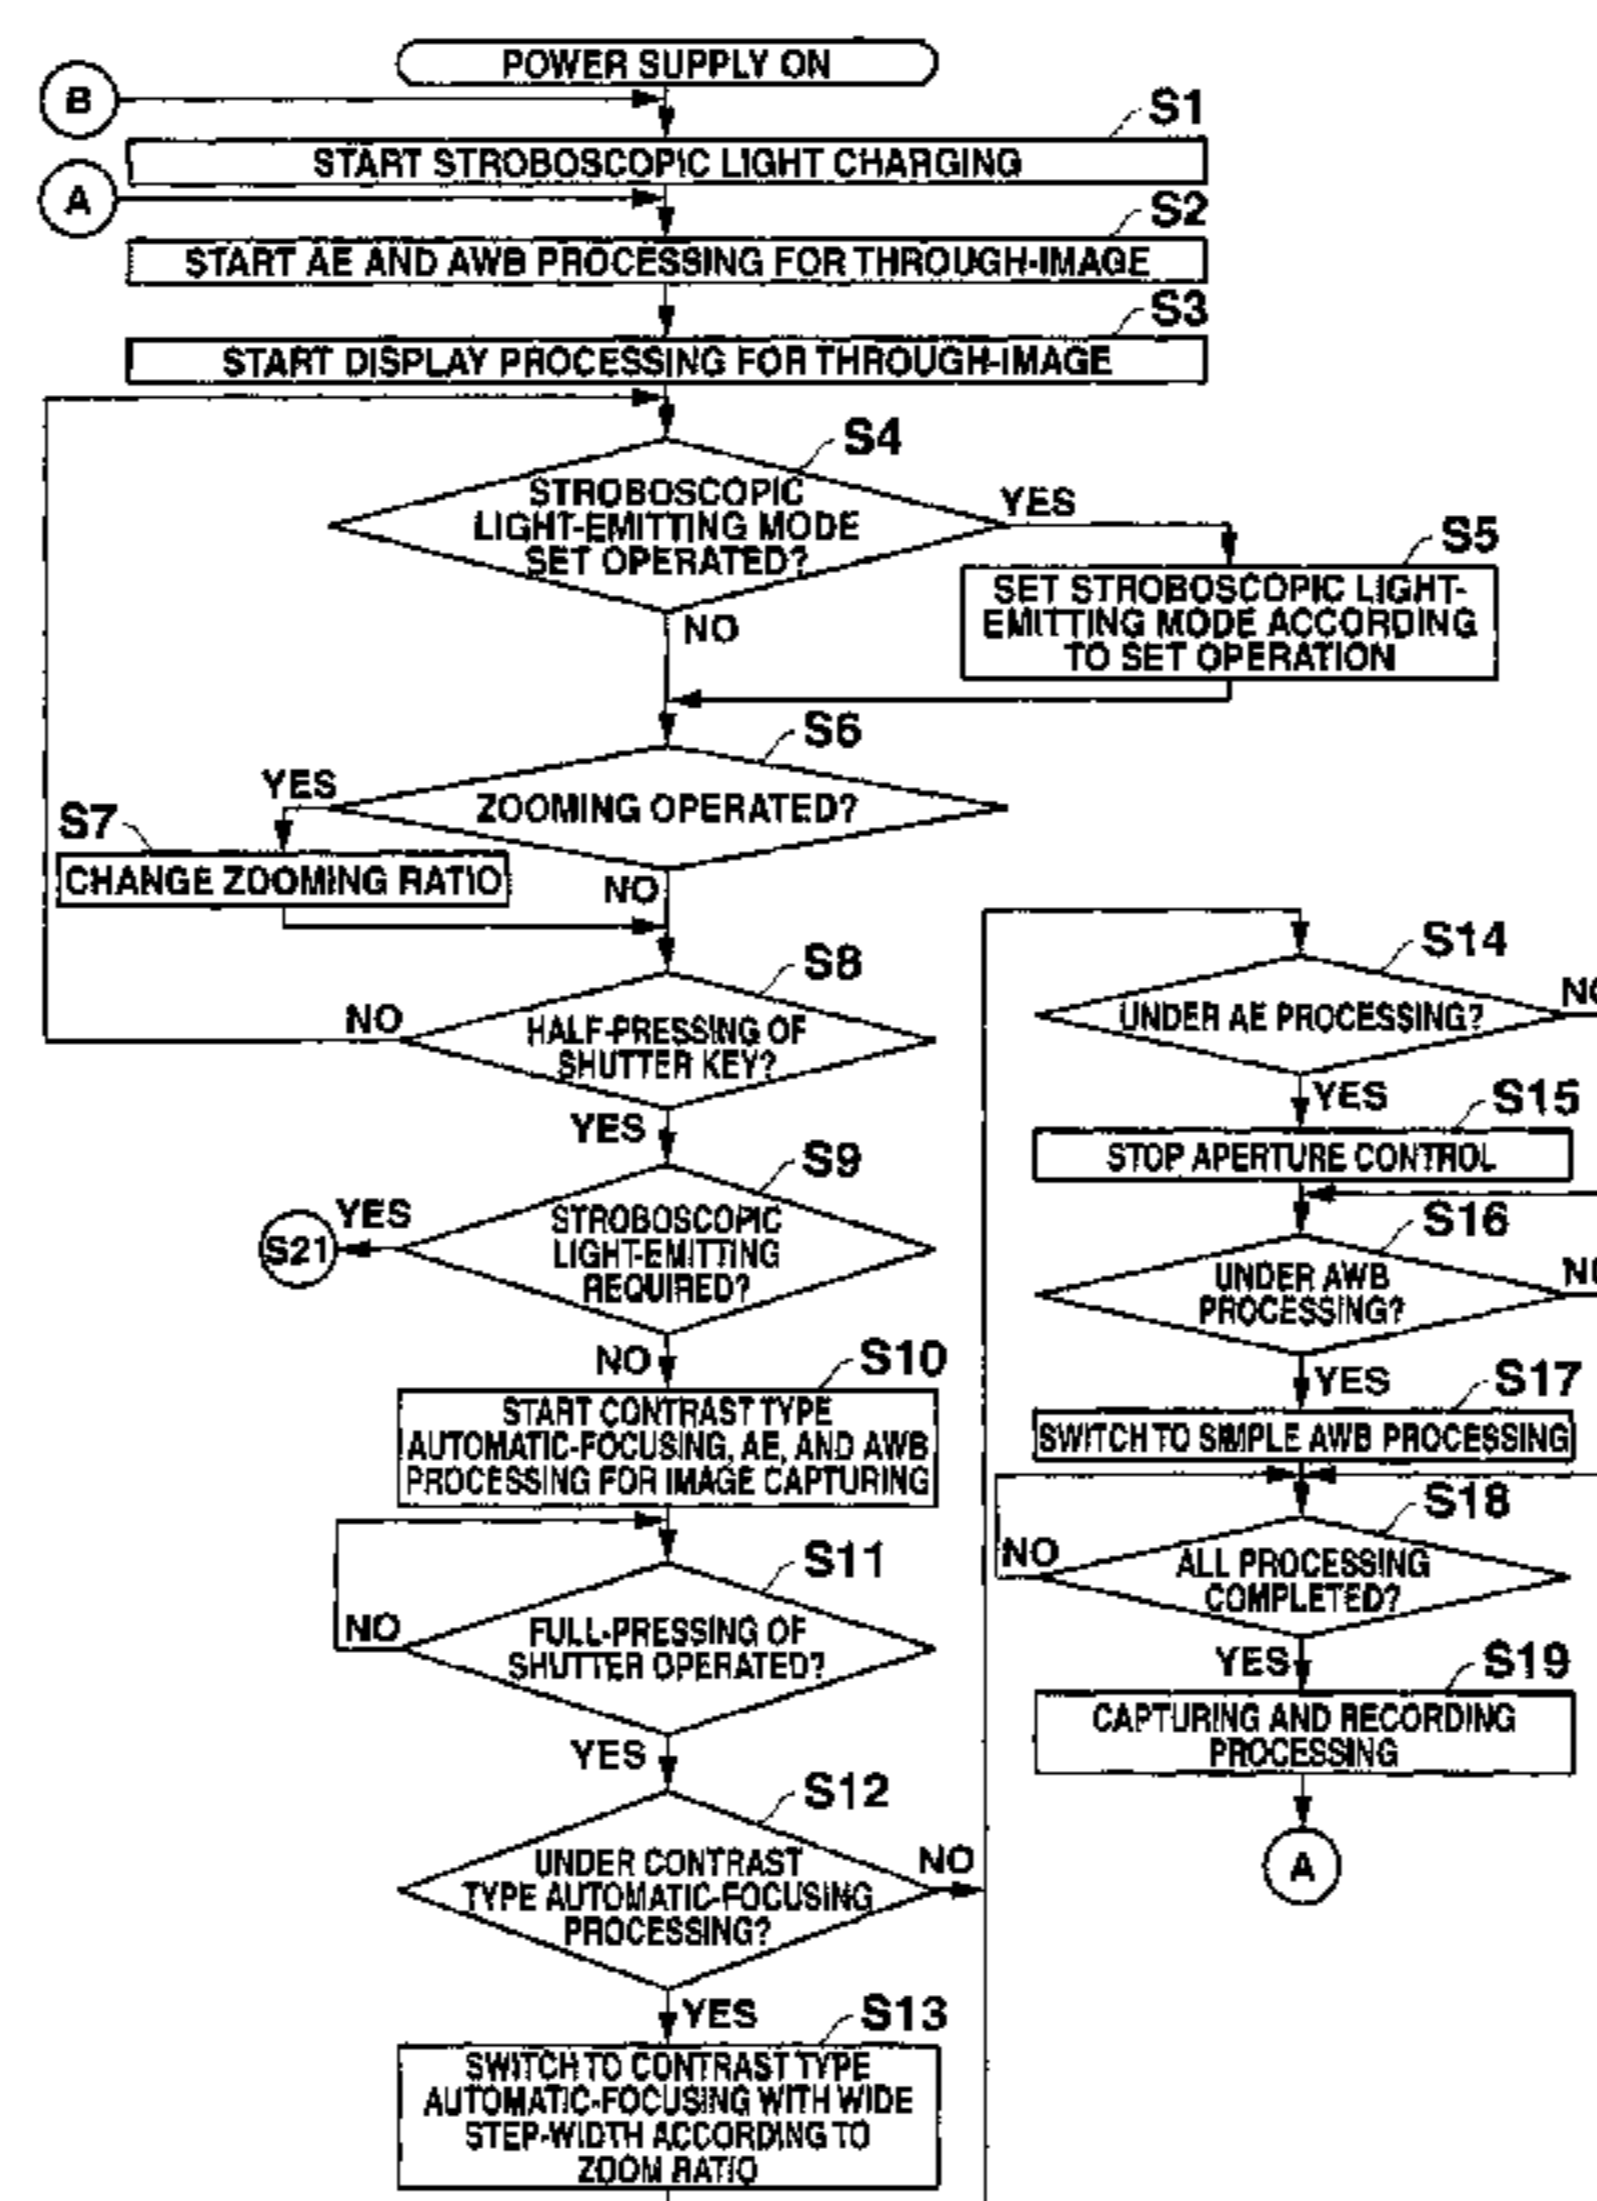 POWER SUPPLY ON
B
S1
START STROBOSCOPIC LIGHT CHARGING
A
S2
START AE AND AWB PROCESSING FOR THROUGH-IMAGE
S3
START DISPLAY PROCESSING FOR THROUGH-IMAGE
S4
STROBOSCOPIC
LIGHT-EMITTING MODE
SET OPERATED?
YES
NO
S5
SET STROBOSCOPIC LIGHT-
EMITTING MODE ACCORDING
TO SET OPERATION
S6
ZOOMING OPERATED?
YES
NO
S7
CHANGE ZOOMING RATIO
S8
HALF-PRESSING OF
SHUTTER KEY?
NO
YES
S9
STROBOSCOPIC
LIGHT-EMITTING
REQUIRED?
YES
S21
NO
S10
START CONTRAST TYPE
AUTOMATIC-FOCUSING, AE, AND AWB
PROCESSING FOR IMAGE CAPTURING
S11
FULL-PRESSING OF
SHUTTER OPERATED?
NO
YES
S12
UNDER CONTRAST
TYPE AUTOMATIC-FOCUSING
PROCESSING?
NO
YES
S13
SWITCH TO CONTRAST TYPE
AUTOMATIC-FOCUSING WITH WIDE
STEP-WIDTH ACCORDING TO
ZOOM RATIO
S14
UNDER AE PROCESSING?
NO
YES
S15
STOP APERTURE CONTROL
S16
UNDER AWB
PROCESSING?
NO
YES
S17
SWITCH TO SIMPLE AWB PROCESSING
S18
ALL PROCESSING
COMPLETED?
NO
YES
S19
CAPTURING AND RECORDING
PROCESSING
A